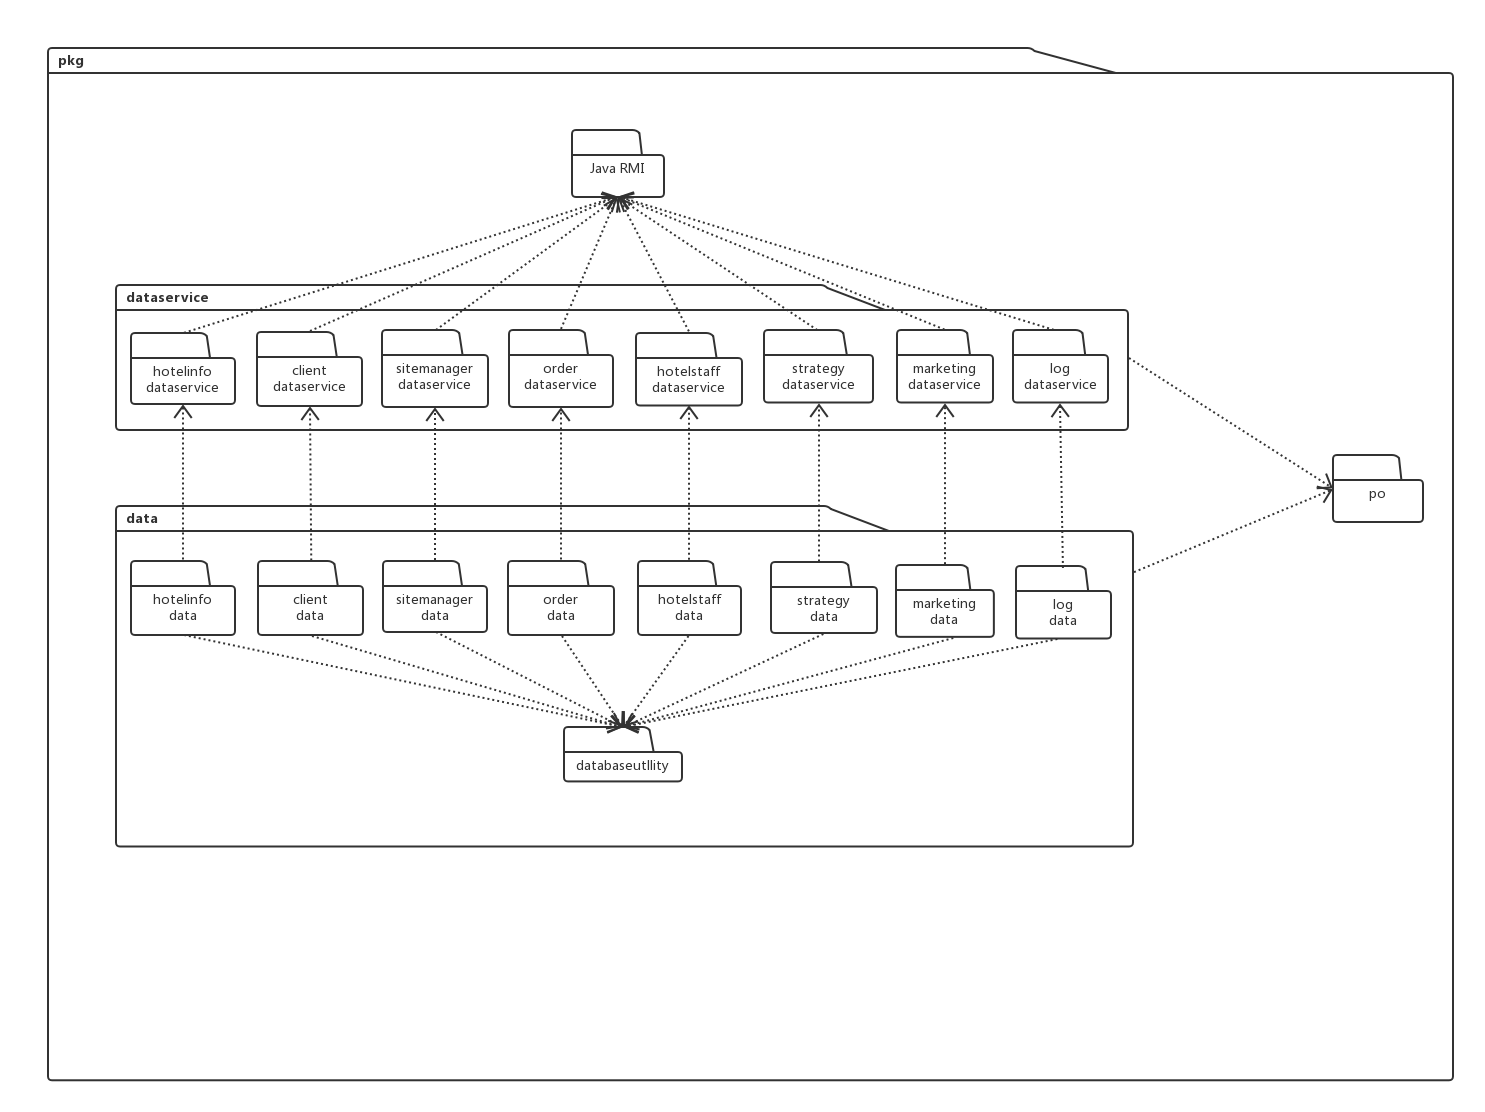 pkg
Java RMI
dataservice
hotelinfo
dataservice
client
dataservice
sitemanager
dataservice
order
dataservice
hotelstaff
dataservice
strategy
dataservice
marketing
dataservice
log
dataservice
po
data
hotelinfo
data
client
data
sitemanager
data
order
data
hotelstaff
data
strategy
data
marketing
data
log
data
databaseutllity